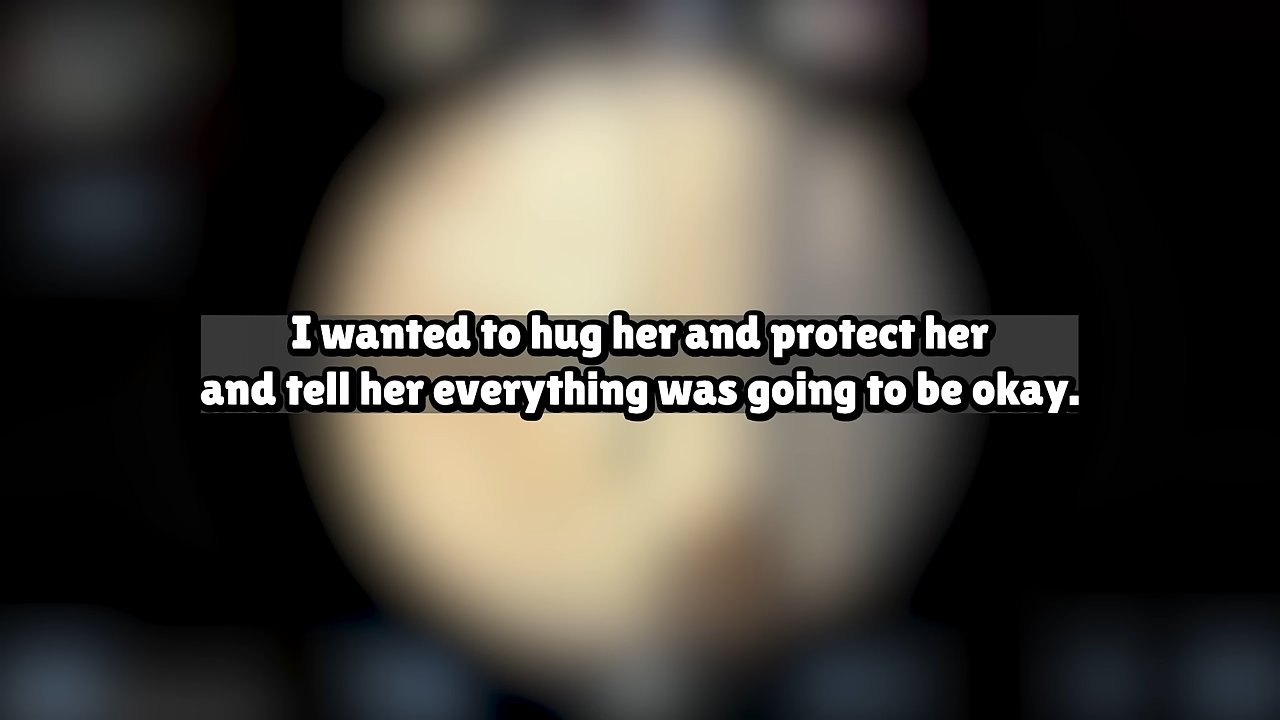 I wanted to hug her and protect her
and tell her everything was going to be okay.